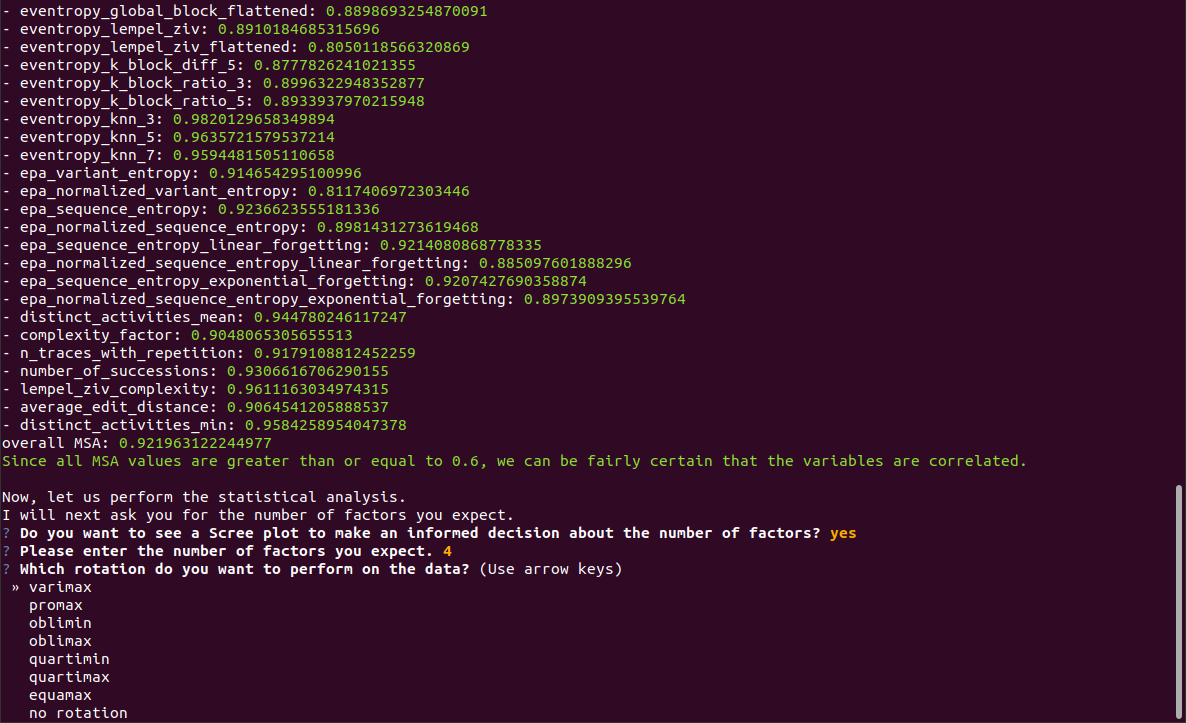 - eventropy_global_block_flattened: 0.8898693254870091
- eventropy_lempel_ziv: 0.8910184685315696
- eventropy_lempel_ziv_flattened: 0.8050118566320869
- eventropy_k_block_diff_5: 0.8777826241021355
- eventropy_k_block_ratio_3: 0.8996322948352877
- eventropy_k_block_ratio_5: 0.8933937970215948
- eventropy_knn_3: 0.9820129658349894
- eventropy_knn_5: 0.9635721579537214
- eventropy_knn_7: 0.9594481505110658
- epa_variant_entropy: 0.914654295100996
- epa_normalized_variant_entropy: 0.8117406972303446
- epa_sequence_entropy: 0.9236623555181336
- epa_normalized_sequence_entropy: 0.8981431273619468
- epa_sequence_entropy_linear_forgetting: 0.9214080868778335
- epa_normalized_sequence_entropy_linear_forgetting: 0.885097601888296
- epa_sequence_entropy_exponential_forgetting: 0.9207427690358874
- epa_normalized_sequence_entropy_exponential_forgetting: 0.8973909395539764
- distinct_activities_mean: 0.944780246117247
- complexity_factor: 0.9048065305655513
- n_traces_with_repetition: 0.9179108812452259
- number_of_successions: 0.9306616706290155
- lempel_ziv_complexity: 0.9611163034974315
- average_edit_distance: 0.9064541205888537
- distinct_activities_min: 0.9584258954047378
overall MSA: 0.921963122244977
Since all MSA values are greater than or equal to 0.6, we can be fairly certain that the variables are correlated.
Now, let us perform the statistical analysis.
I will next ask you for the number of factors you expect.
? Do you want to see a Scree plot to make an informed decision about the number of factors? yes
? Please enter the number of factors you expect. 4
? Which rotation do you want to perform on the data? (Use arrow keys)
» varimax
promax
oblimin
oblimax
quartimin
quartimax
equamax
no rotation